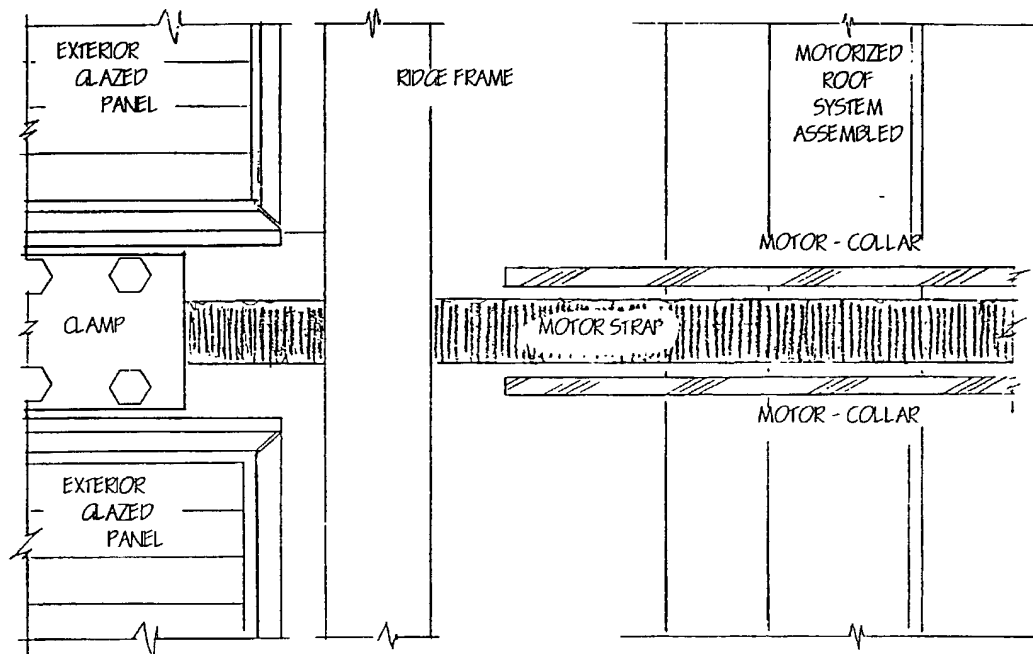 EXTERIOR
GLAZED
PANEL
RIDGE FRAME
MOTORIZED
ROOF
SYSTEM
ASSEMBLED
MOTOR - COLLAR
CLAMP
MOTOR STRAP
MOTOR - COLLAR
EXTERIOR
GLAZED
PANEL